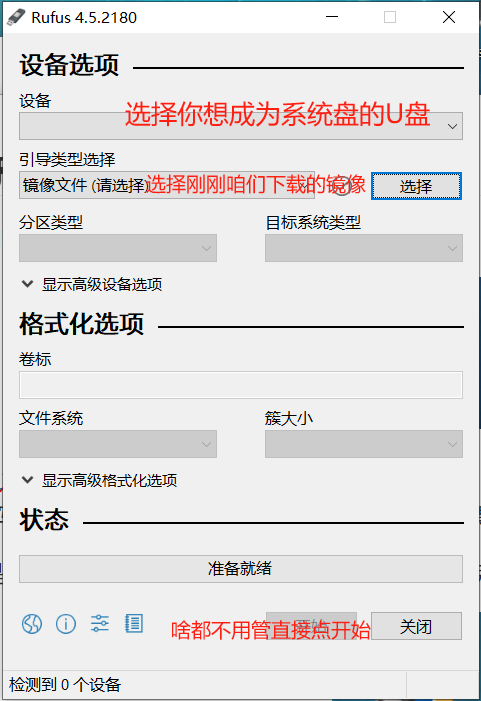 Rufus 4.5.2180
设备选项
设备
选择你想成为系统盘的U盘
引导类型选择
镜像文件 (请选择)
选择刚刚咱们下载的镜像
选择
分区类型
目标系统类型
显示高级设备选项
格式化选项
卷标
文件系统
簇大小
显示高级格式化选项
状态
准备就绪
啥都不用管直接点开始
关闭
检测到 0 个设备